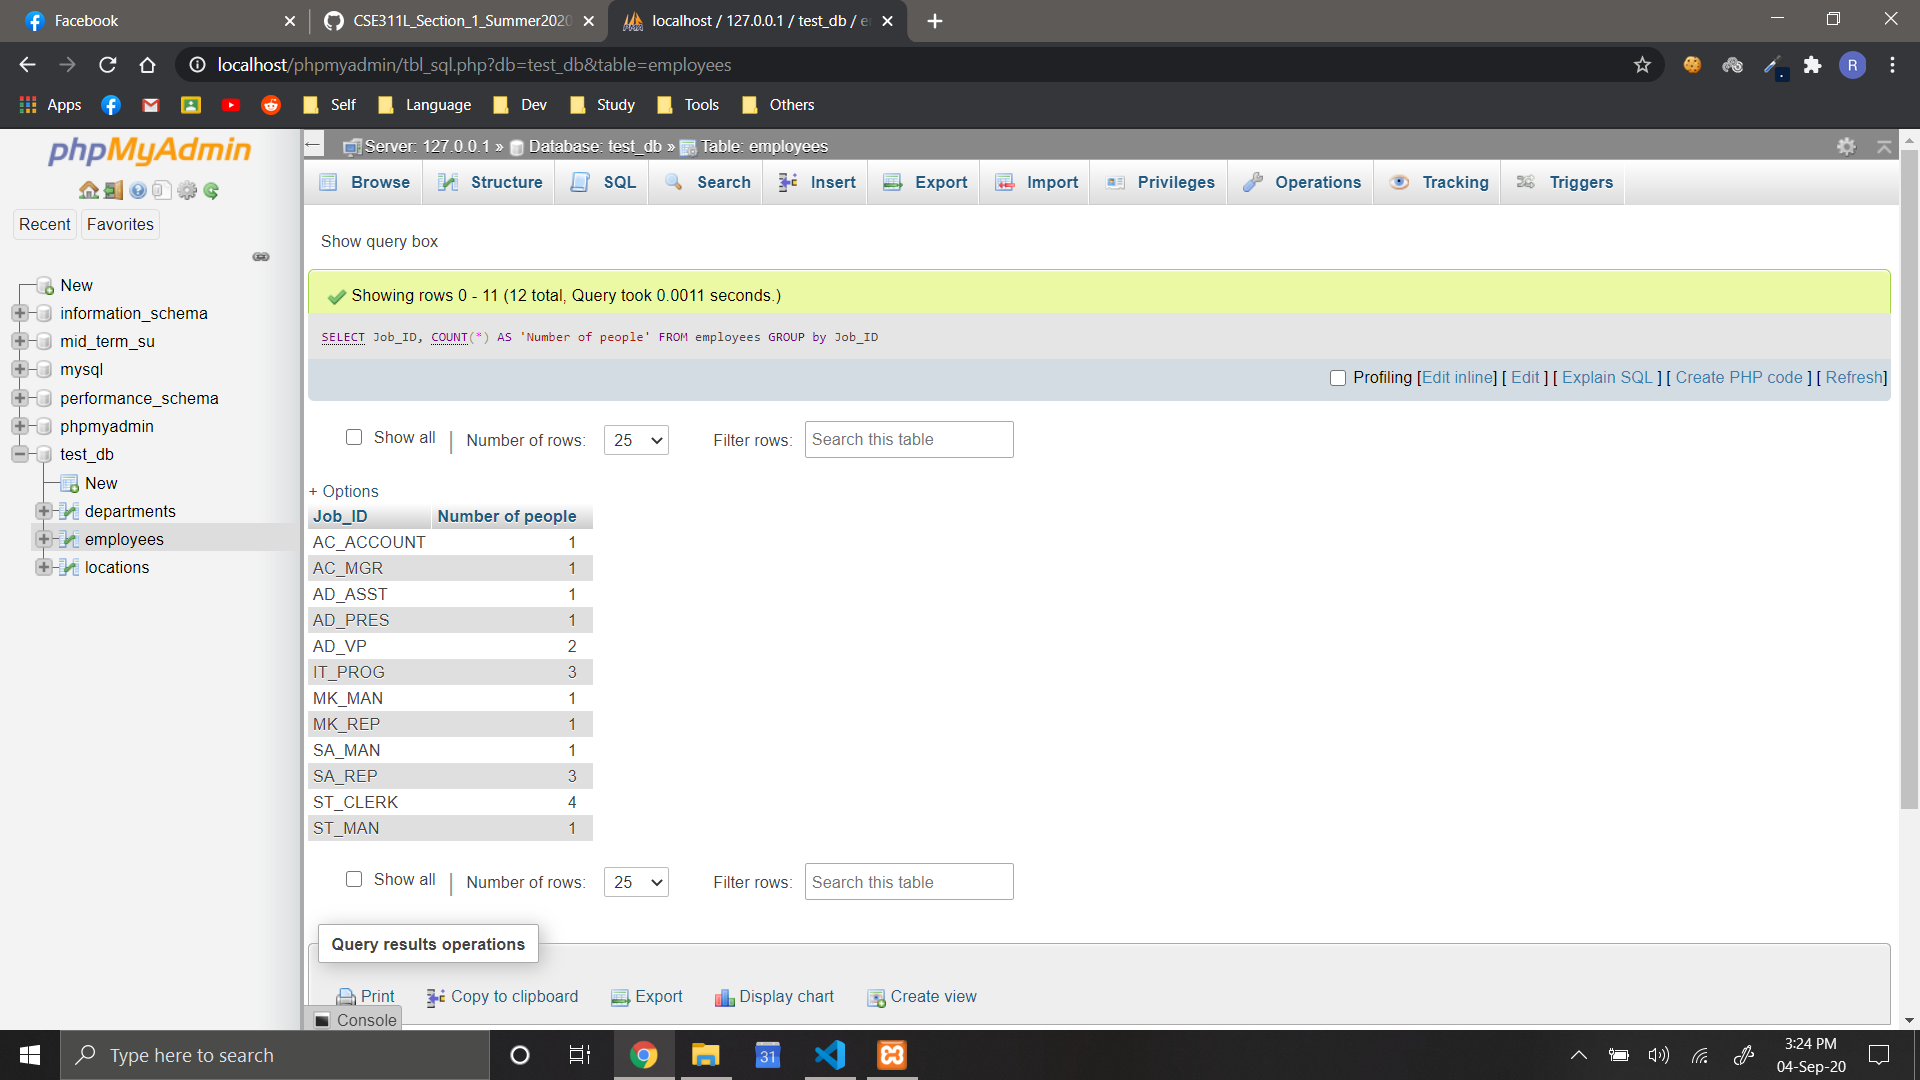 Facebook
CSE311L_Section_1_Summer2020
localhost / 127.0.0.1 / test_db / e
localhost/phpmyadmin/tbl_sql.php?db=test_db&table=employees
R
Apps
Self
Language
Dev
Study
Tools
Others
phpMyAdmin
Recent
Favorites
New
information_schema
mid_term_su
mysql
performance_schema
phpmyadmin
test_db
New
departments
employees
locations
Server: 127.0.0.1 » Database: test_db » Table: employees
Browse
Structure
SQL
Search
Insert
Export
Import
Privileges
Operations
Tracking
Triggers
Show query box
Showing rows 0 - 11 (12 total, Query took 0.0011 seconds.)
SELECT Job_ID, COUNT(*) AS 'Number of people' FROM employees GROUP by Job_ID
Profiling [Edit inline] [ Edit ] [ Explain SQL ] [ Create PHP code ] [ Refresh]
Show all | Number of rows: 25 Filter rows: Search this table
+ Options
Job_ID Number of people
AC_ACCOUNT 1
AC_MGR 1
AD_ASST 1
AD_PRES 1
AD_VP 2
IT_PROG 3
MK_MAN 1
MK_REP 1
SA_MAN 1
SA_REP 3
ST_CLERK 4
ST_MAN 1
Show all | Number of rows: 25 Filter rows: Search this table
Query results operations
Print
Copy to clipboard
Export
Display chart
Create view
Console
Type here to search
31
3:24 PM
04-Sep-20